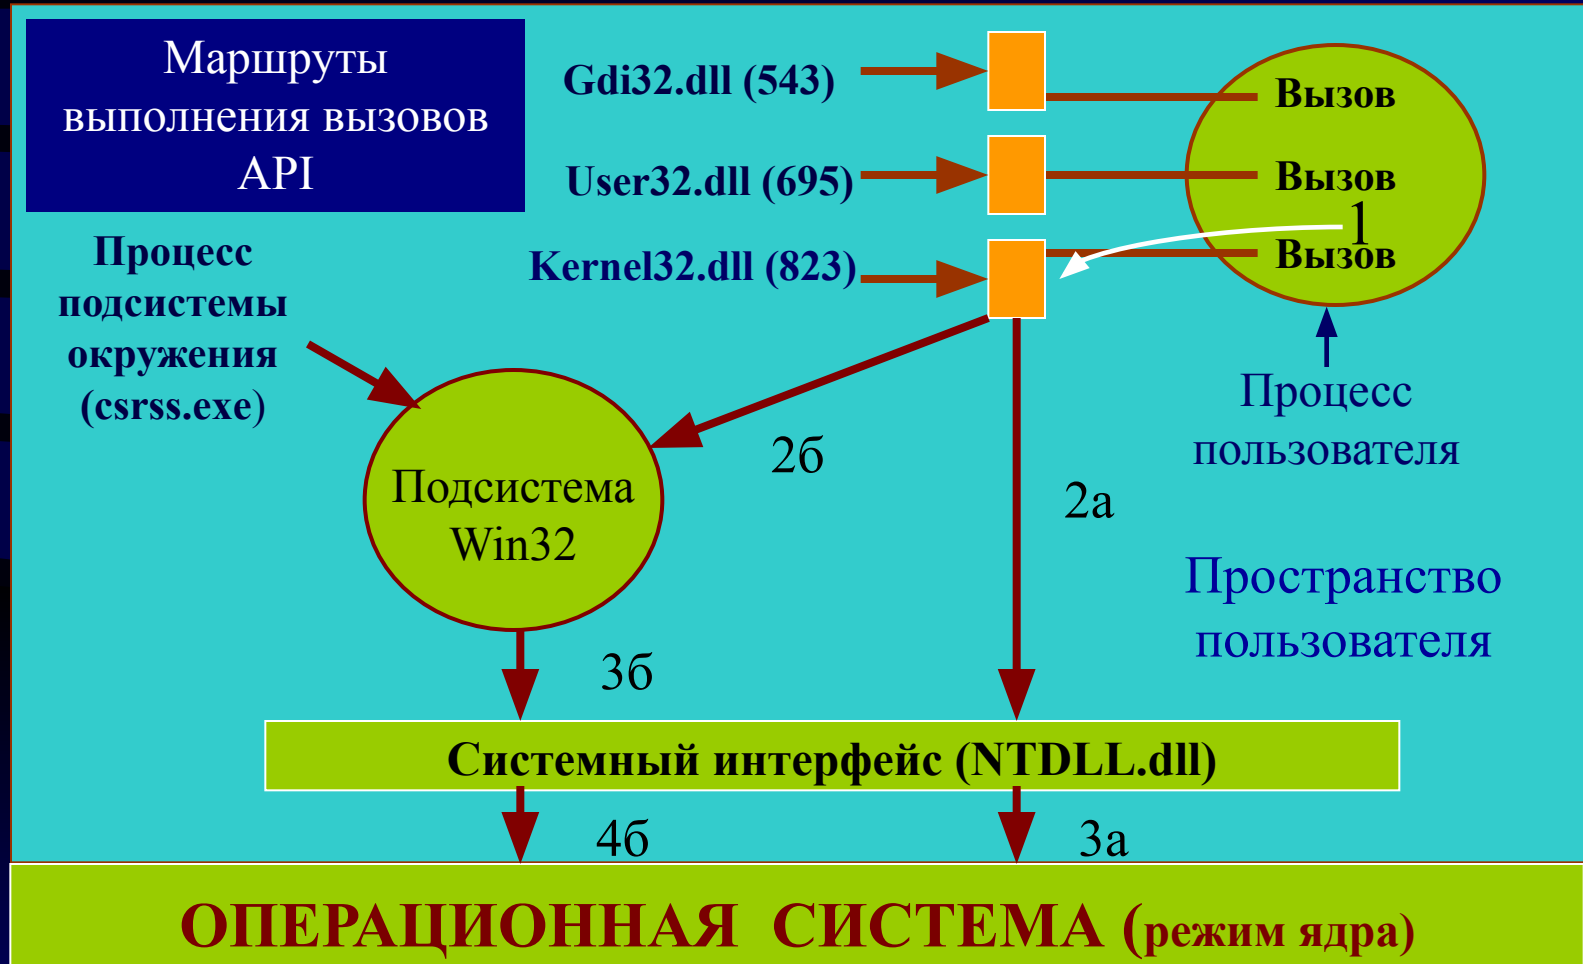 Маршруты
выполнения вызовов
API
Gdi32.dll (543)
Вызов
User32.dll (695)
Вызов
1
Kernel32.dll (823)
Вызов
Процесс
подсистемы
окружения
(csrss.exe)
Процесс
пользователя
Подсистема
Win32
2б
2а
Пространство
пользователя
3б
Системный интерфейс (NTDLL.dll)
4б
3а
ОПЕРАЦИОННАЯ СИСТЕМА (режим ядра)